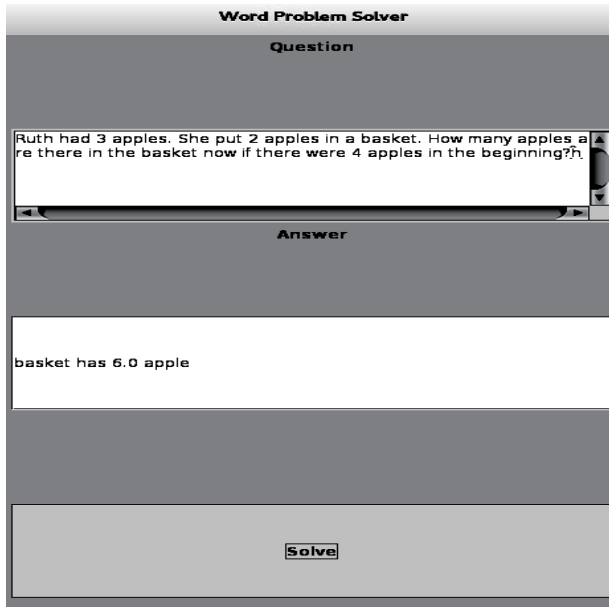 Word Problem Solver
Question
Ruth had 3 apples. She put 2 apples in a basket. How many apples a
re there in the basket now if there were 4 apples in the beginning?h
Answer
basket has 6.0 apple
Solve